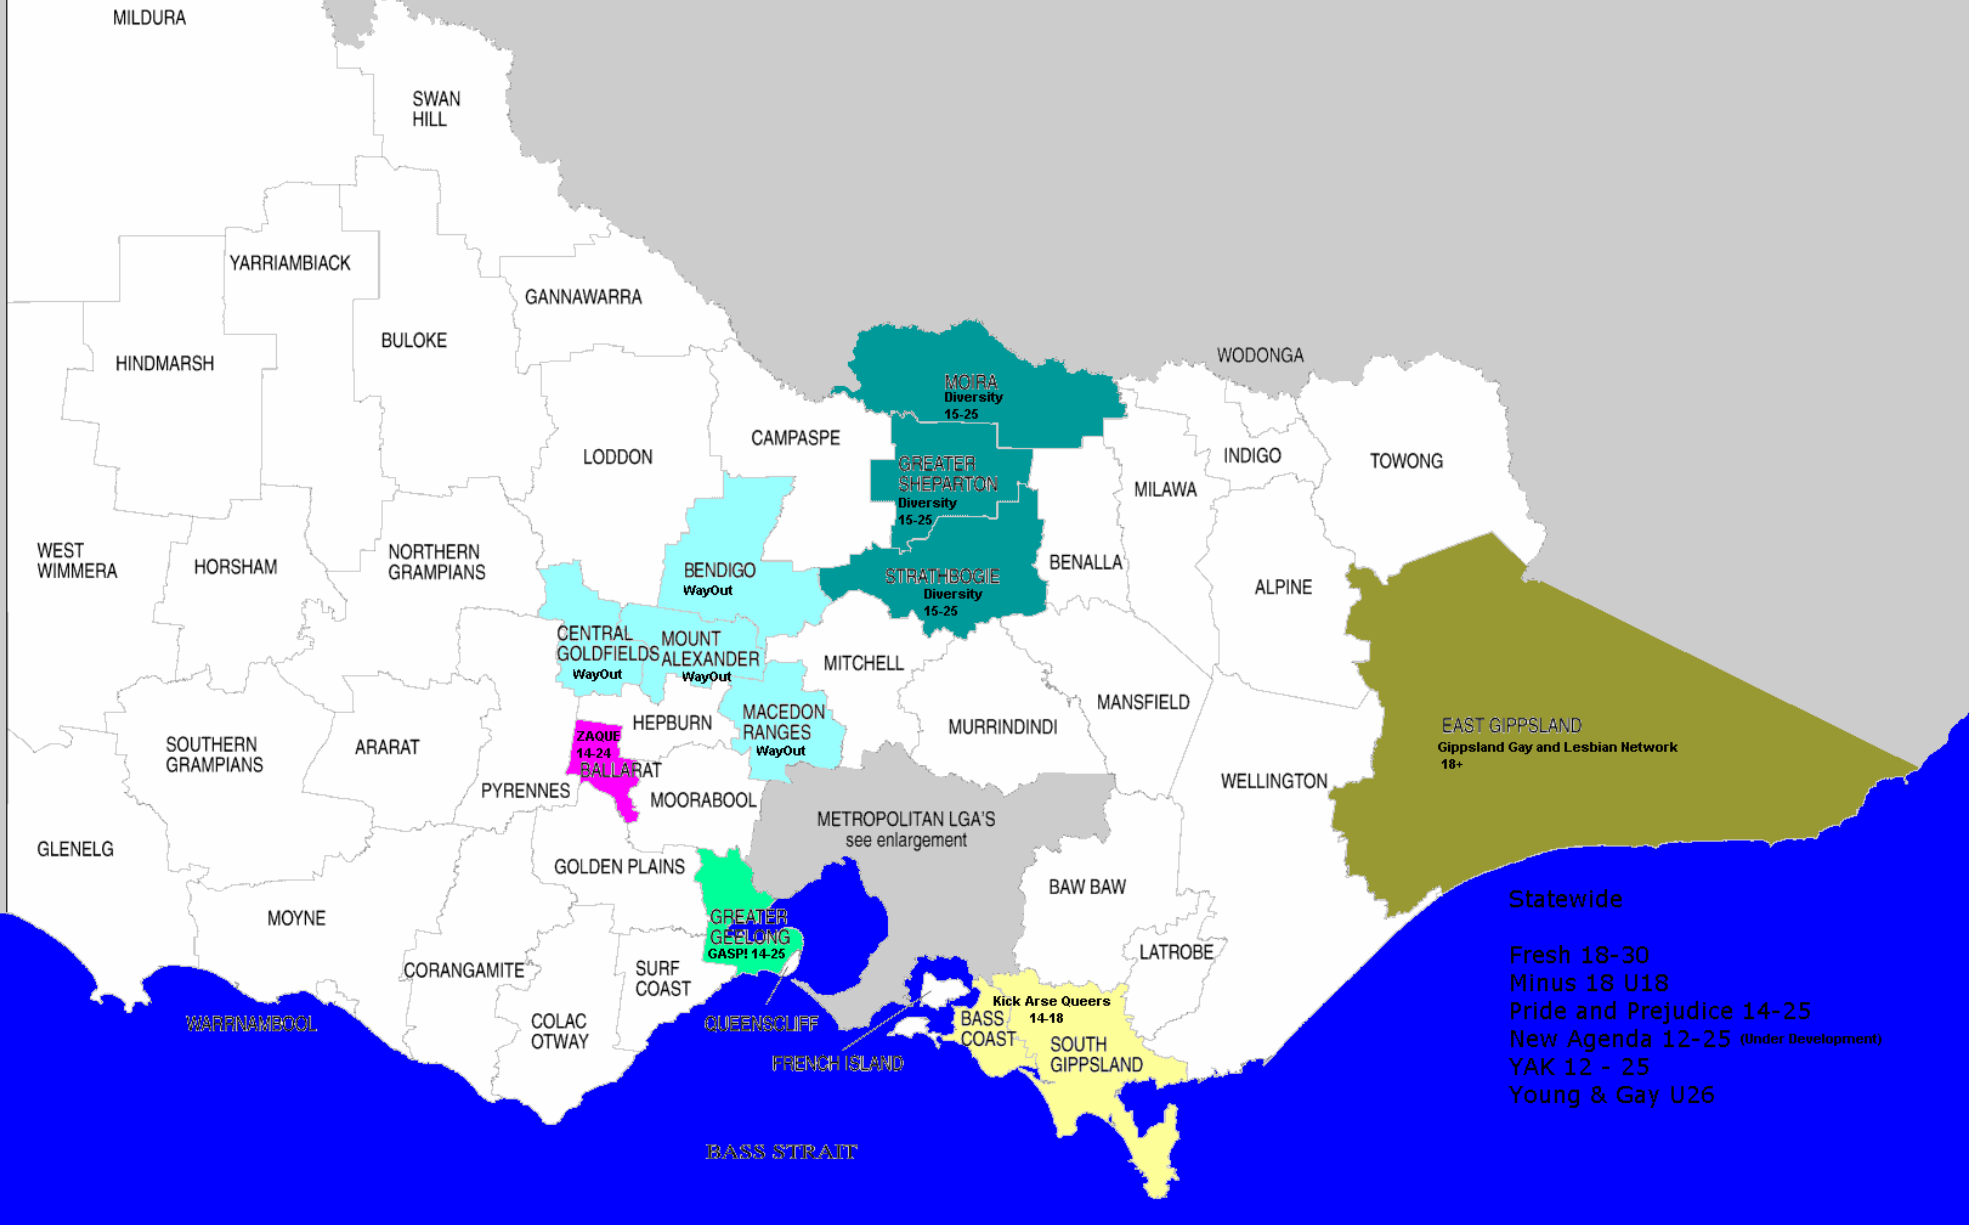 MILDURA
SWAN
HILL
YARRIAMBIACK
GANNAWARRA
BULOKE
HINDMARSH
WODONGA
MOIRA
Diversity
15-25
CAMPASPE
LODDON
GREATER
SHEPARTON
Diversity
15-25
INDIGO
TOWONG
MILAWA
WEST
WIMMERA
HORSHAM
NORTHERN
GRAMPIANS
BENDIGO
WayOut
STRATHBOGIE
Diversity
15-25
BENALLA
ALPINE
CENTRAL
GOLDFIELDS
WayOut
MOUNT
ALEXANDER
WayOut
MITCHELL
MANSFIELD
MACEDON
RANGES
WayOut
HEPBURN
MURRINDINDI
EAST GIPPSLAND
Gippsland Gay and Lesbian Network
18+
SOUTHERN
GRAMPIANS
ARARAT
ZAQUE
14-24
BALLARAT
PYRENNES
MOORABOOL
WELLINGTON
METROPOLITAN LGA'S
see enlargement
GLENELG
GOLDEN PLAINS
BAW BAW
MOYNE
GREATER
GEELONG
GASP! 14-25
LATROBE
CORANGAMITE
SURF
COAST
Kick Arse Queers
14-18
BASS
COAST
SOUTH
GIPPSLAND
WARRNAMBOOL
COLAC
OTWAY
QUEENSCLIFF
FRENCH ISLAND
BASS STRAIT
Statewide
Fresh 18-30
Minus 18 U18
Pride and Prejudice 14-25
New Agenda 12-25 (Under Development)
YAK 12 - 25
Young & Gay U26